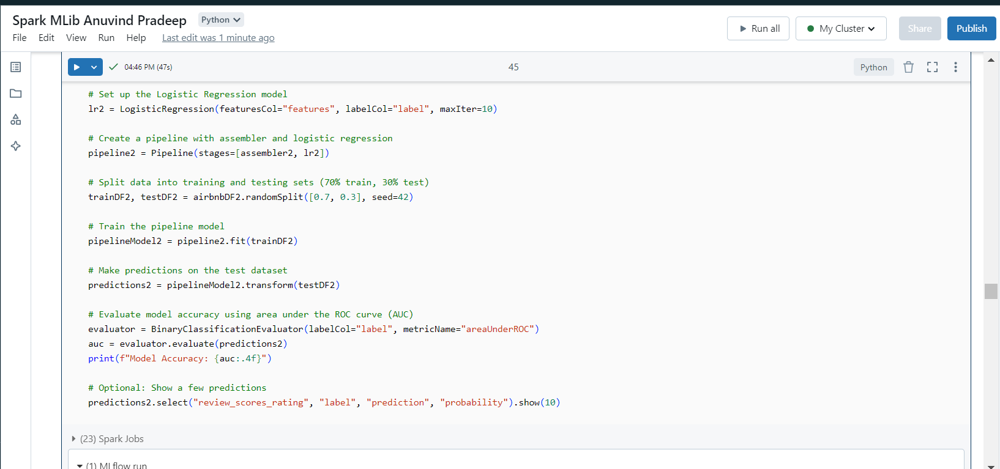 Spark MLib Anuvind Pradeep Python
File Edit View Run Help Last edit was 1 minute ago
Run all My Cluster Share Publish
04:46 PM (47s) 45 Python
# Set up the Logistic Regression model
lr2 = LogisticRegression(featuresCol="features", labelCol="label", maxIter=10)
# Create a pipeline with assembler and logistic regression
pipeline2 = Pipeline(stages=[assembler2, lr2])
# Split data into training and testing sets (70% train, 30% test)
trainDF2, testDF2 = airbnbDF2.randomSplit([0.7, 0.3], seed=42)
# Train the pipeline model
pipelineModel2 = pipeline2.fit(trainDF2)
# Make predictions on the test dataset
predictions2 = pipelineModel2.transform(testDF2)
# Evaluate model accuracy using area under the ROC curve (AUC)
evaluator = BinaryClassificationEvaluator(labelCol="label", metricName="areaUnderROC")
auc = evaluator.evaluate(predictions2)
print(f"Model Accuracy: {auc:.4f}")
# Optional: Show a few predictions
predictions2.select("review_scores_rating", "label", "prediction", "probability").show(10)
(23) Spark Jobs
(1) MLflow run